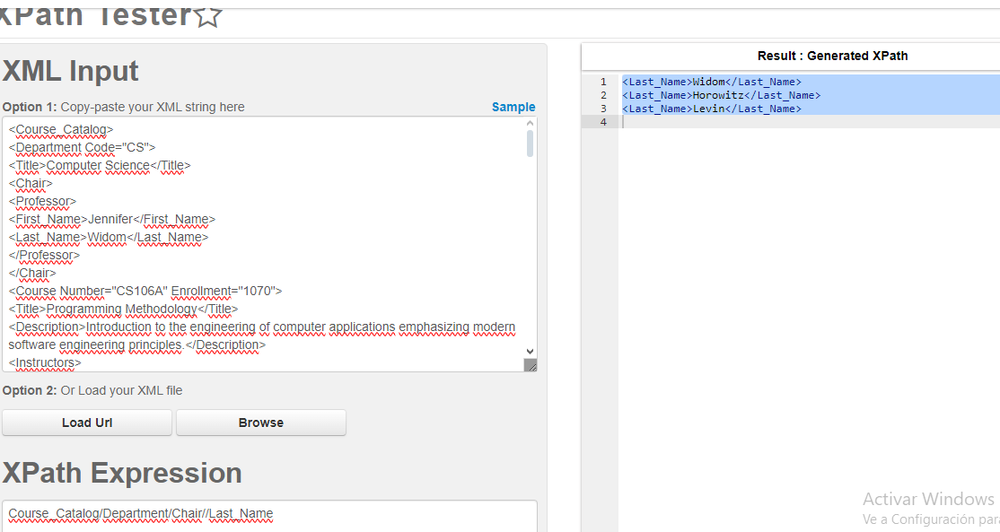 XPath Tester
XML Input
Option 1: Copy-paste your XML string here
Sample
<Course_Catalog>
<Department Code="CS">
<Title>Computer Science</Title>
<Chair>
<Professor>
<First_Name>Jennifer</First_Name>
<Last_Name>Widom</Last_Name>
</Professor>
</Chair>
<Course Number="CS106A" Enrollment="1070">
<Title>Programming Methodology</Title>
<Description>Introduction to the engineering of computer applications emphasizing modern
software engineering principles.</Description>
<Instructors>
Option 2: Or Load your XML file
Load Url
Browse
XPath Expression
Course_Catalog/Department/Chair//Last_Name
Result : Generated XPath
1 <Last_Name>Widom</Last_Name>
2 <Last_Name>Horowitz</Last_Name>
3 <Last_Name>Levin</Last_Name>
4
Activar Windows
Ve a Configuración par